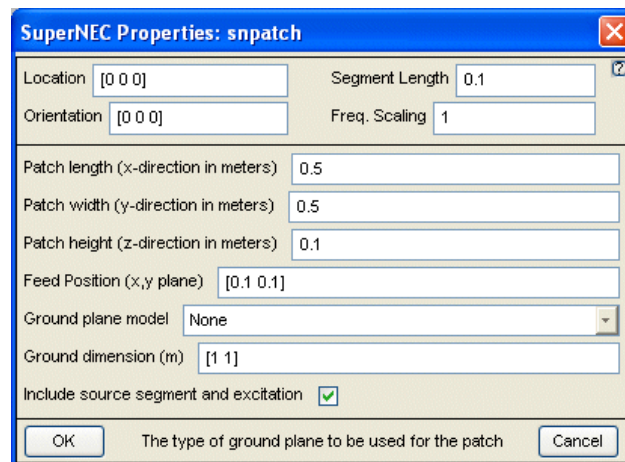 SuperNEC Properties: snpatch
Location [0 0 0] Segment Length 0.1
Orientation [0 0 0] Freq. Scaling 1
Patch length (x-direction in meters) 0.5
Patch width (y-direction in meters) 0.5
Patch height (z-direction in meters) 0.1
Feed Position (x,y plane) [0.1 0.1]
Ground plane model None
Ground dimension (m) [1 1]
Include source segment and excitation
OK The type of ground plane to be used for the patch Cancel